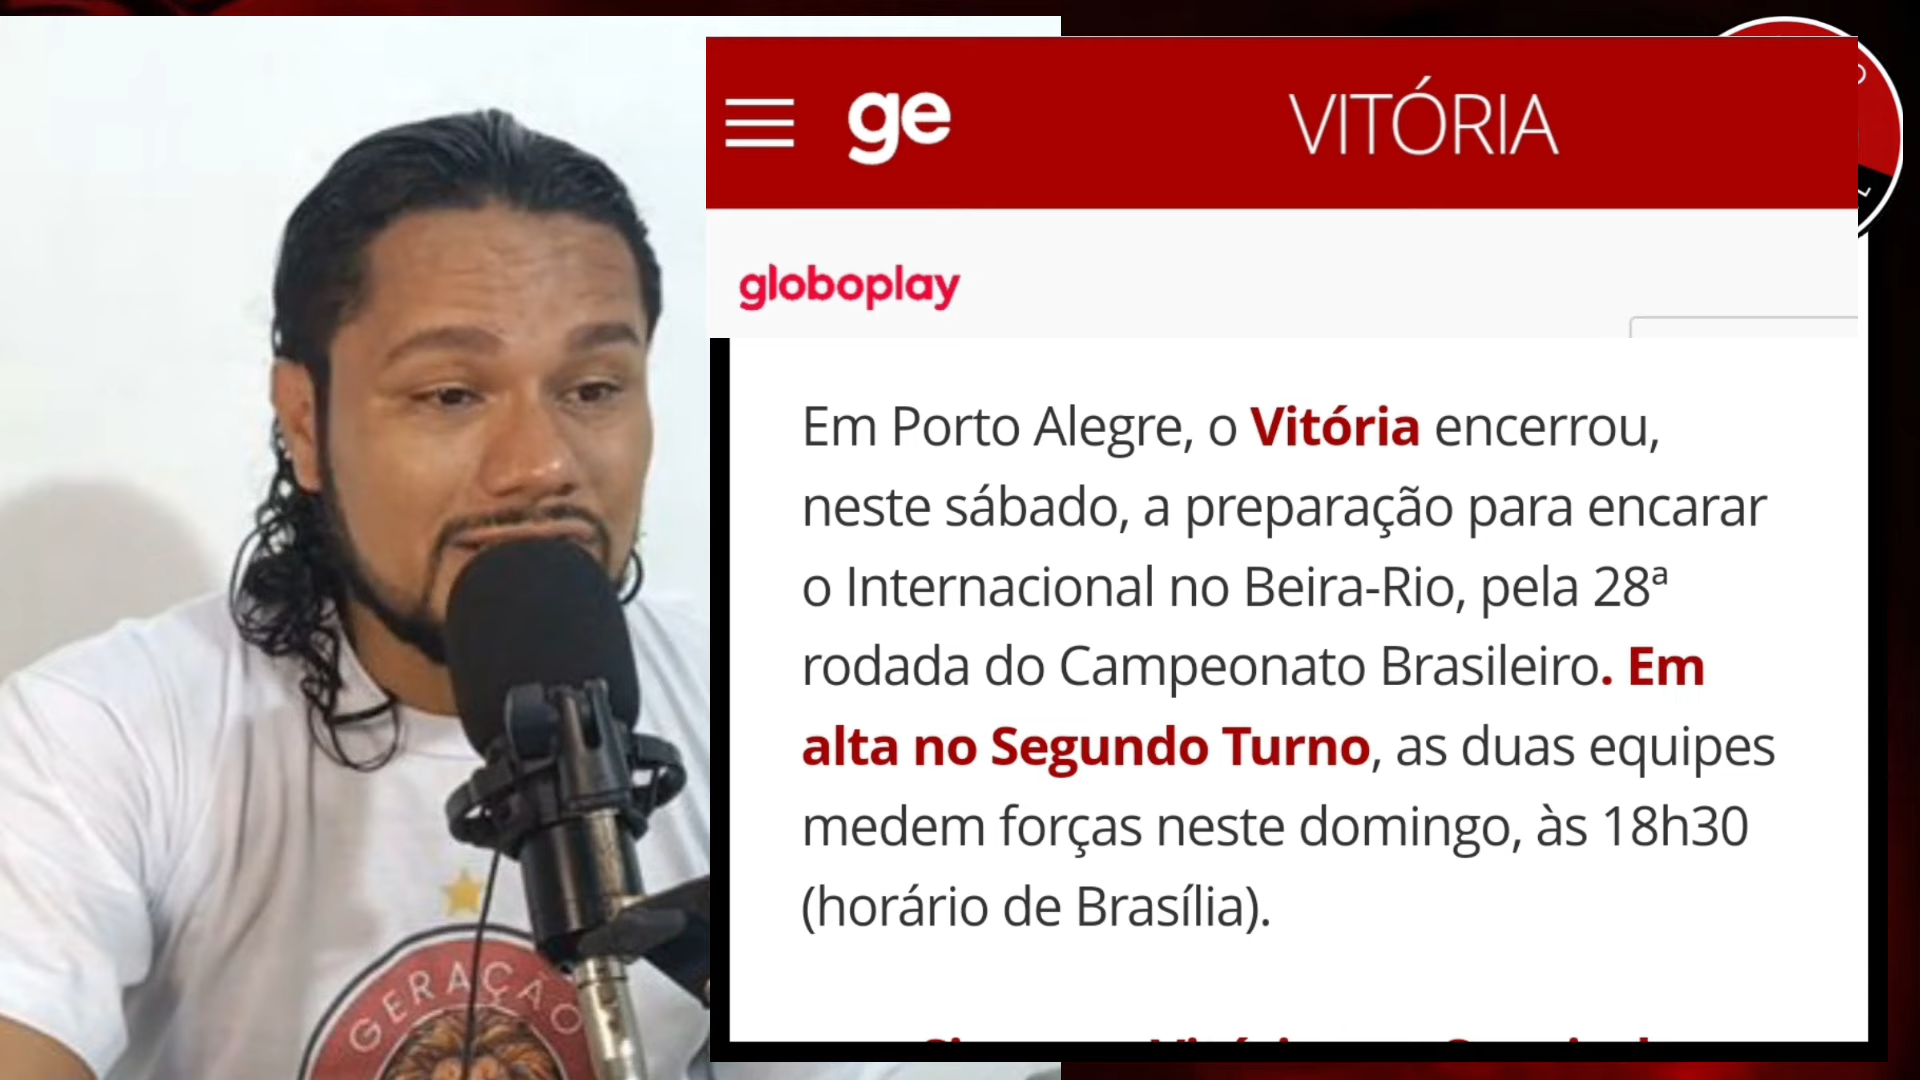 ge
VITÓRIA
globoplay
Em Porto Alegre, o Vitória encerrou,
neste sábado, a preparação para encarar
o Internacional no Beira-Rio, pela 28ª
rodada do Campeonato Brasileiro. Em
alta no Segundo Turno, as duas equipes
medem forças neste domingo, às 18h30
(horário de Brasília).
GERAÇÃO